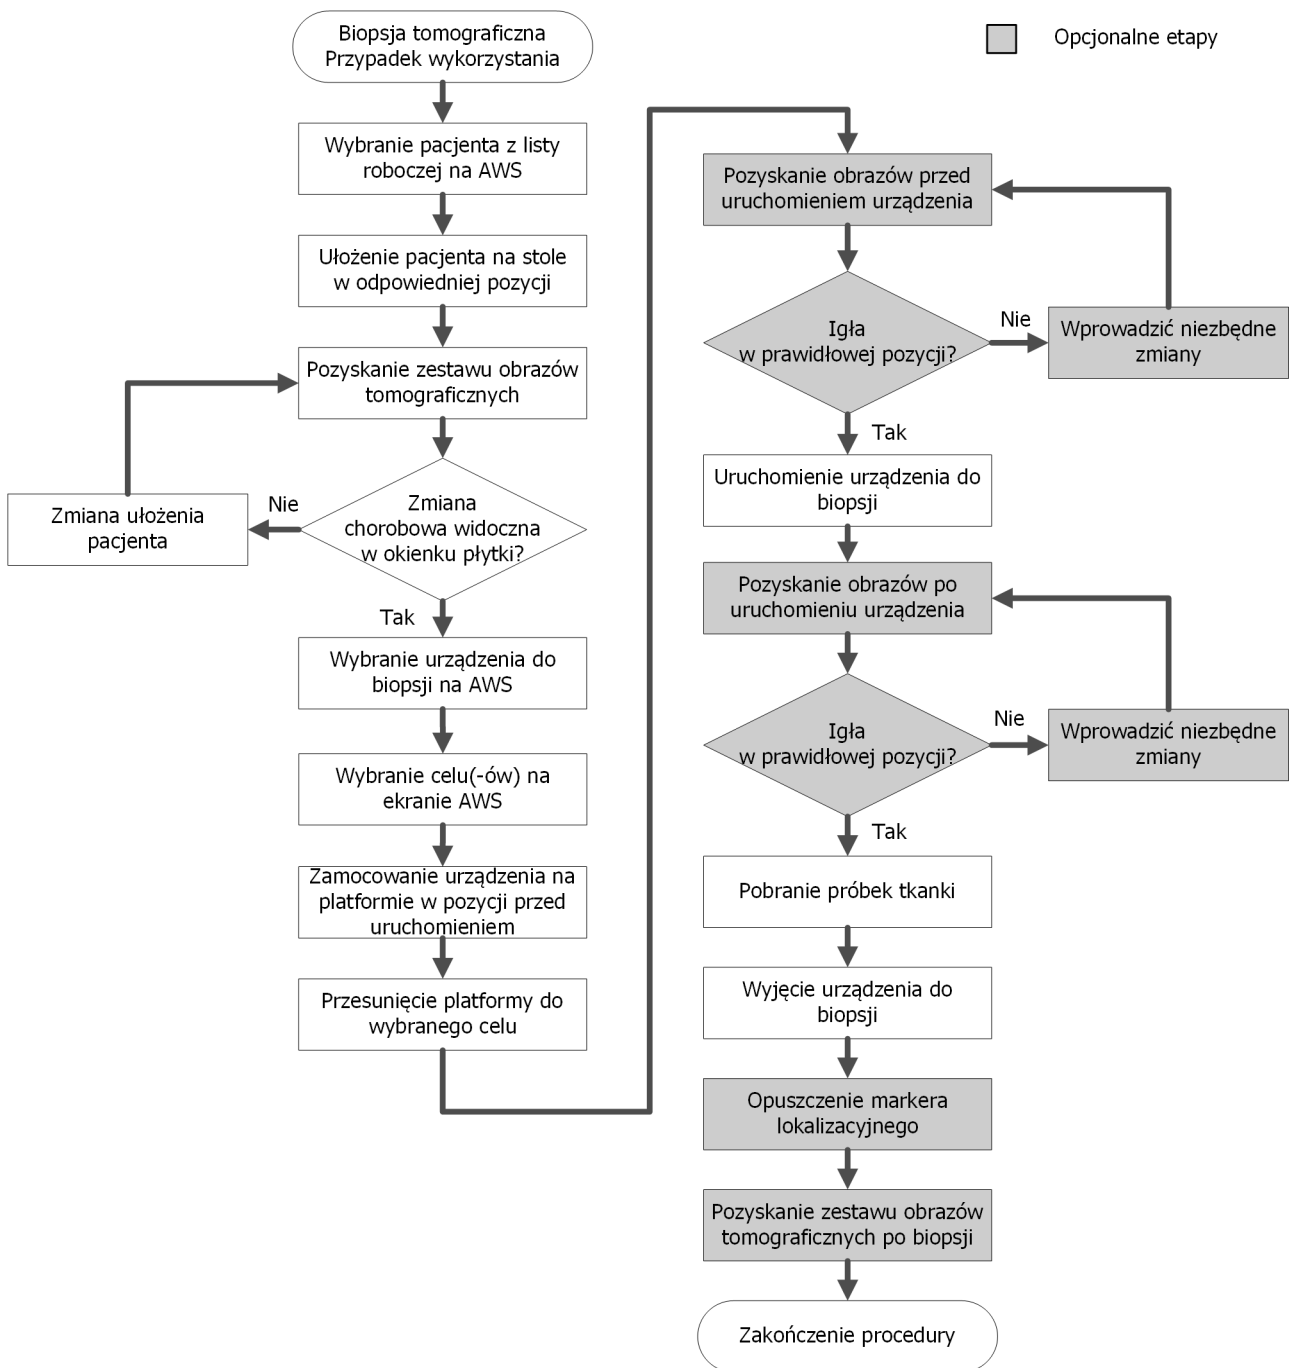 Biopsja tomograficzna
Przypadek wykorzystania
Opcjonalne etapy
Wybranie pacjenta z listy
roboczej na AWS
Ułożenie pacjenta na stole
w odpowiedniej pozycji
Pozyskanie zestawu obrazów
tomograficznych
Zmiana
chorobowa widoczna
w okienku płytki?
Nie
Zmiana ułożenia
pacjenta
Tak
Wybranie urządzenia do
biopsji na AWS
Wybranie celu(-ów) na
ekranie AWS
Zamocowanie urządzenia na
platformie w pozycji przed
uruchomieniem
Przesunięcie platformy do
wybranego celu
Pozyskanie obrazów przed
uruchomieniem urządzenia
Igła
w prawidłowej pozycji?
Nie
Wprowadzić niezbędne
zmiany
Tak
Uruchomienie urządzenia do
biopsji
Pozyskanie obrazów po
uruchomieniu urządzenia
Igła
w prawidłowej pozycji?
Nie
Wprowadzić niezbędne
zmiany
Tak
Pobranie próbek tkanki
Wyjęcie urządzenia do
biopsji
Opuszczenie markera
lokalizacyjnego
Pozyskanie zestawu obrazów
tomograficznych po biopsji
Zakończenie procedury